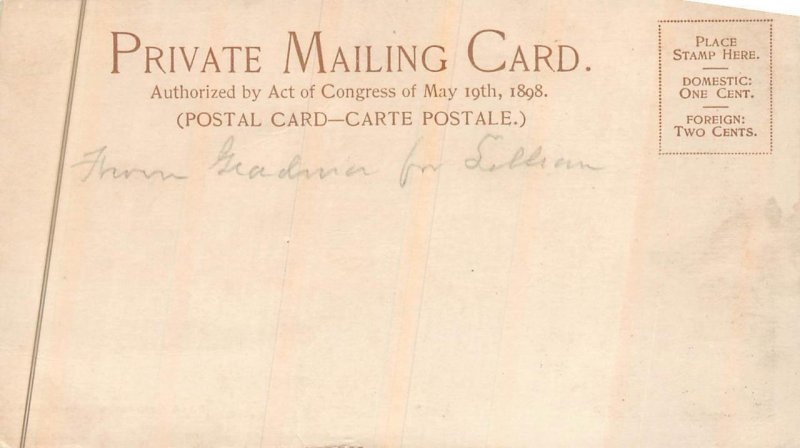 PRIVATE MAILING CARD.
Authorized by Act of Congress of May 19th, 1898.
(POSTAL CARD—CARTE POSTALE.)
PLACE
STAMP HERE.
DOMESTIC:
ONE CENT.
FOREIGN:
TWO CENTS.
From for Lillian